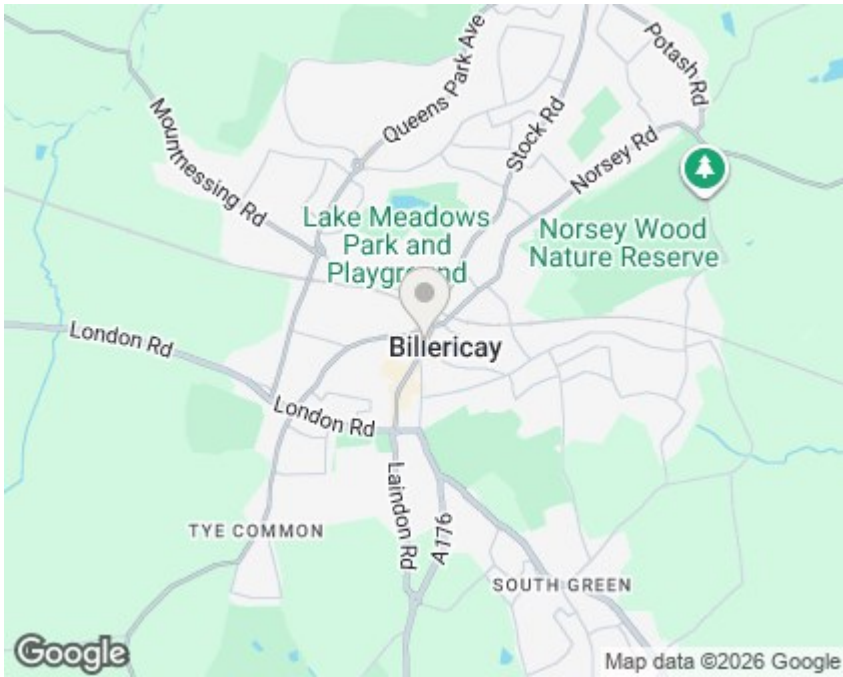 Queens Park Ave
Potash Rd
Mountnessing Rd
Stock Rd
Norsey Rd
Lake Meadows
Park and
Playground
Norsey Wood
Nature Reserve
London Rd
Billericay
London Rd
Laindon Rd
A176
TYE COMMON
SOUTH GREEN
Google
Map data ©2026 Google